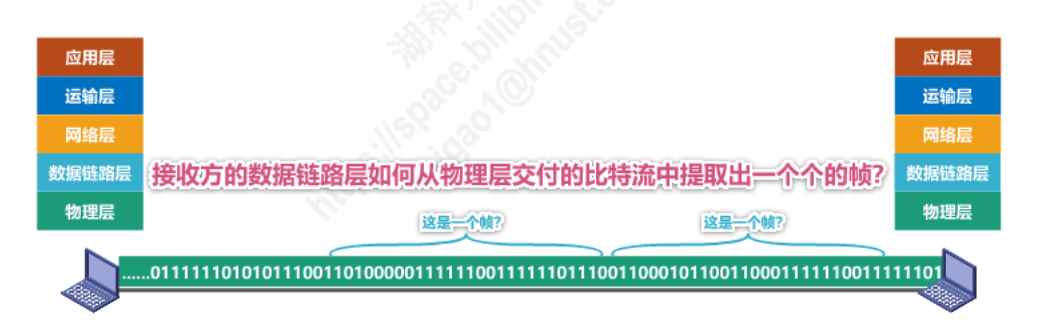 湖科
https://space.bilibili
gao1@hnust.c
应用层
应用层
运输层
运输层
网络层
网络层
数据链路层
接收方的数据链路层如何从物理层交付的比特流中提取出一个个的帧?
数据链路层
物理层
物理层
这是一个帧?
这是一个帧?
......011111101010111001101000001111110011111101110011000101100110001111110011111101